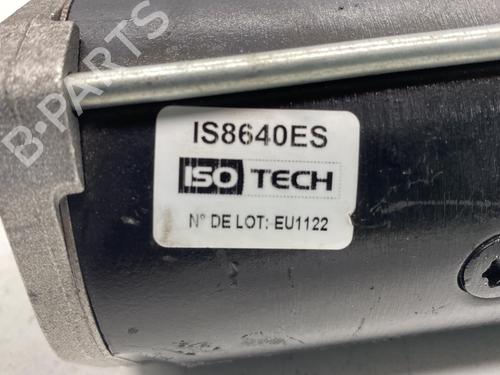 B-PARTS
IS8640ES
ISO TECH
Nº DE LOT: EU1122